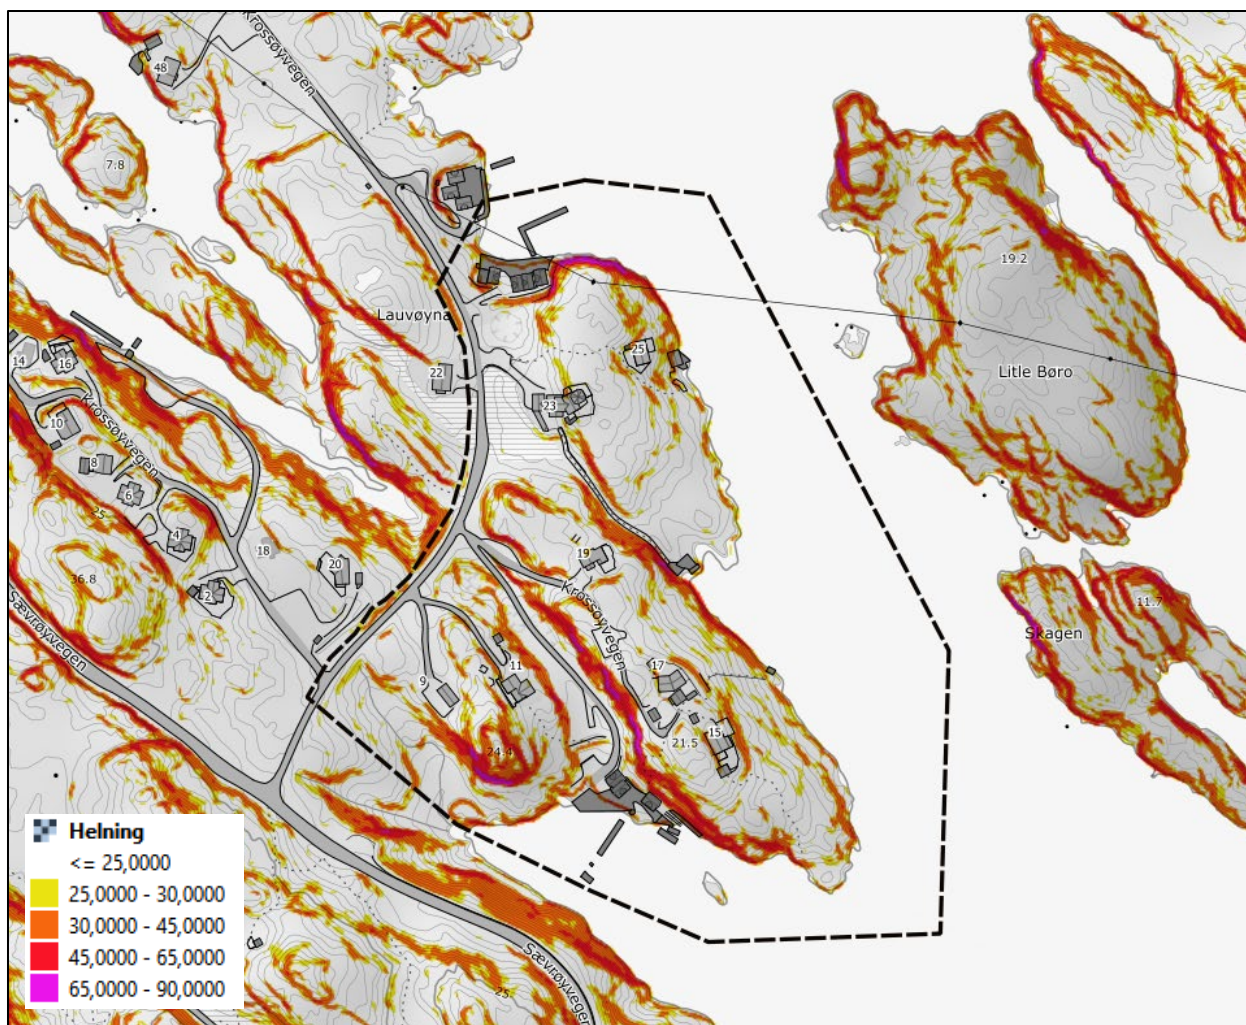 Krossøyvegen
48
7.8
19.2
Lauvøyna
25
14
16
22
Litle Børo
23
10
Krossøyvegen
8
6
25
4
18
19
20
36.8
2
Krossøyvegen
11.7
Sævrøyvegen
Skagen
17
11
9
15
21.5
24.4
Helning
<= 25,0000
25,0000 - 30,0000
30,0000 - 45,0000
45,0000 - 65,0000
65,0000 - 90,0000
Sævrøyvegen
25